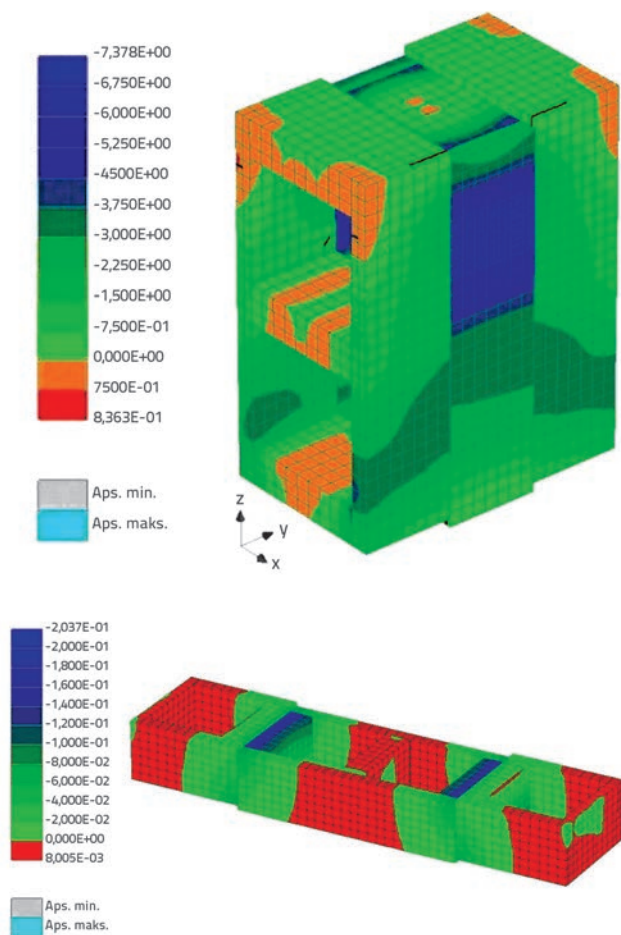 -7,378E+00
-6,750E+00
-6,000E+00
-5,250E+00
-4500E+00
-3,750E+00
-3,000E+00
-2,250E+00
-1,500E+00
-7,500E-01
0,000E+00
7500E-01
8,363E-01
Aps. min.
Aps. maks.
z
y
x
-2,037E-01
-2,000E-01
-1,800E-01
-1,600E-01
-1,400E-01
-1,200E-01
-1,000E-01
-8,000E-02
-6,000E-02
-4,000E-02
-2,000E-02
0,000E+00
8,005E-03
Aps. min.
Aps. maks.